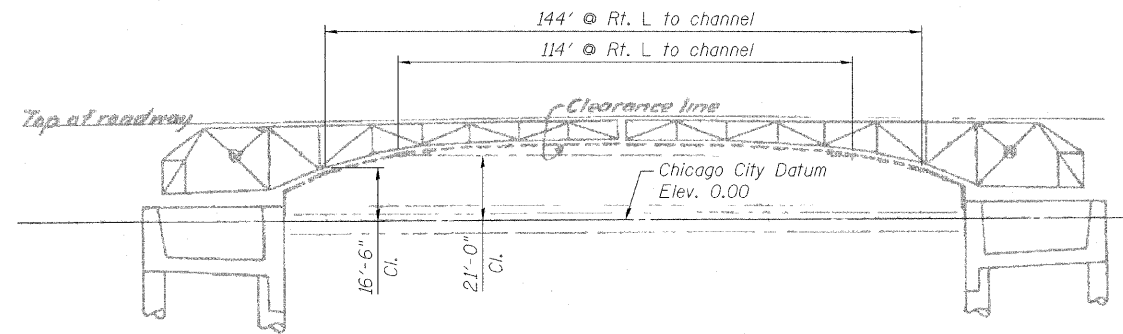 144' @ Rt. L to channel
114' @ Rt. L to channel
Top of roadway
Clearance line
Chicago City Datum
Elev. 0.00
16'-6"
Cl.
21'-0"
Cl.